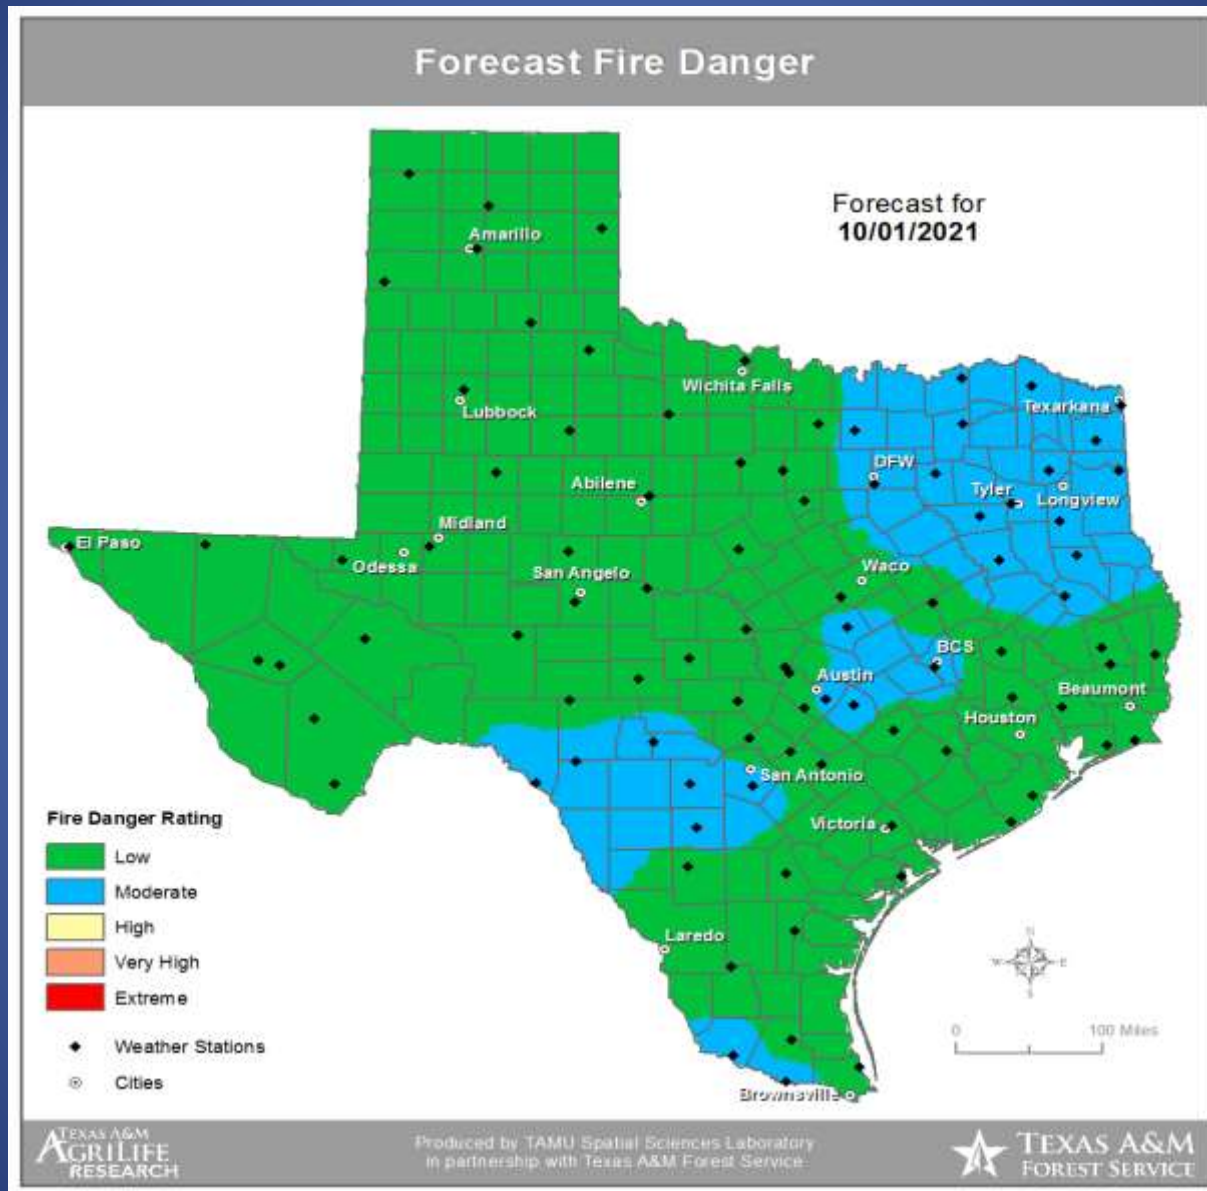 Forecast Fire Danger
Forecast for
10/01/2021
Amarillo
Wichita Falls
Lubbock
Texarkana
DFW
Abilene
Tyler
Longview
Midland
El Paso
Odessa
San Angelo
Waco
BCS
Austin
Beaumont
Houston
San Antonio
Victoria
Laredo
Brownsville
Fire Danger Rating
Low
Moderate
High
Very High
Extreme
Weather Stations
Cities
N
W
E
S
0
100 Miles
TEXAS A&M
AGRILIFE
RESEARCH
Produced by TAMU Spatial Sciences Laboratory
in partnership with Texas A&M Forest Service
TEXAS A&M
FOREST SERVICE